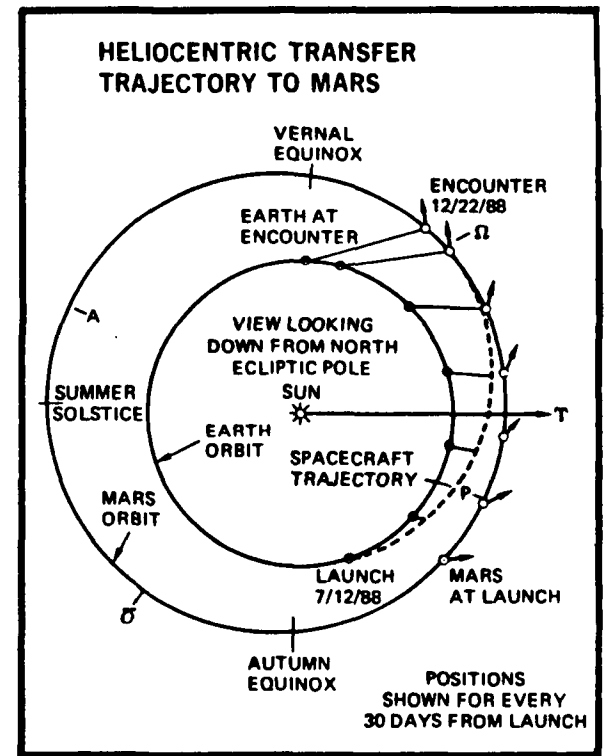 HELIOCENTRIC TRANSFER
TRAJECTORY TO MARS
VERNAL
EQUINOX
ENCOUNTER
12/22/88
Ω
EARTH AT
ENCOUNTER
A
VIEW LOOKING
DOWN FROM NORTH
ECLIPTIC POLE
SUN
SUMMER
SOLSTICE
ϒ
EARTH
ORBIT
SPACECRAFT
TRAJECTORY
P
MARS
ORBIT
LAUNCH
7/12/88
MARS
AT LAUNCH
℧
AUTUMN
EQUINOX
POSITIONS
SHOWN FOR EVERY
30 DAYS FROM LAUNCH